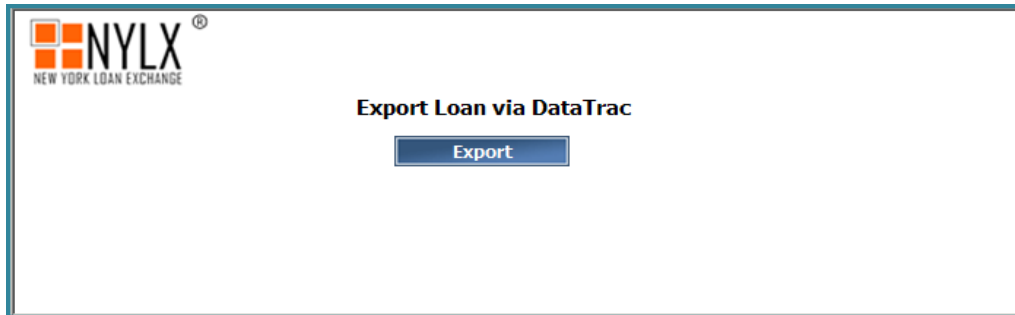 NYLX ®
NEW YORK LOAN EXCHANGE
Export Loan via DataTrac
Export